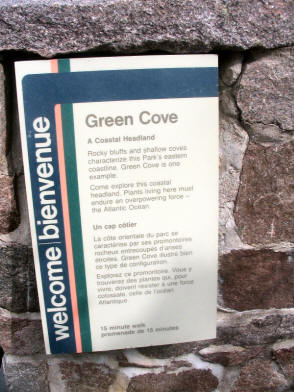 welcome | bienvenue
Green Cove
A Coastal Headland
Rocky bluffs and shallow coves
characterize this Park's eastern
coastline. Green Cove is one
example.
Come explore this coastal
headland. Plants living here must
endure an overpowering force –
the Atlantic Ocean.
Un cap côtier
La côte orientale du parc se
caractérise par ses promontoires
rocheux entrecoupés d'anses
étroites. Green Cove illustre bien
ce type de configuration.
Explorez ce promontoire. Vous y
trouverez des plantes qui, pour
vivre, doivent résister à une force
colossale, celle de l'océan
Atlantique.
15 minute walk
promenade de 15 minutes